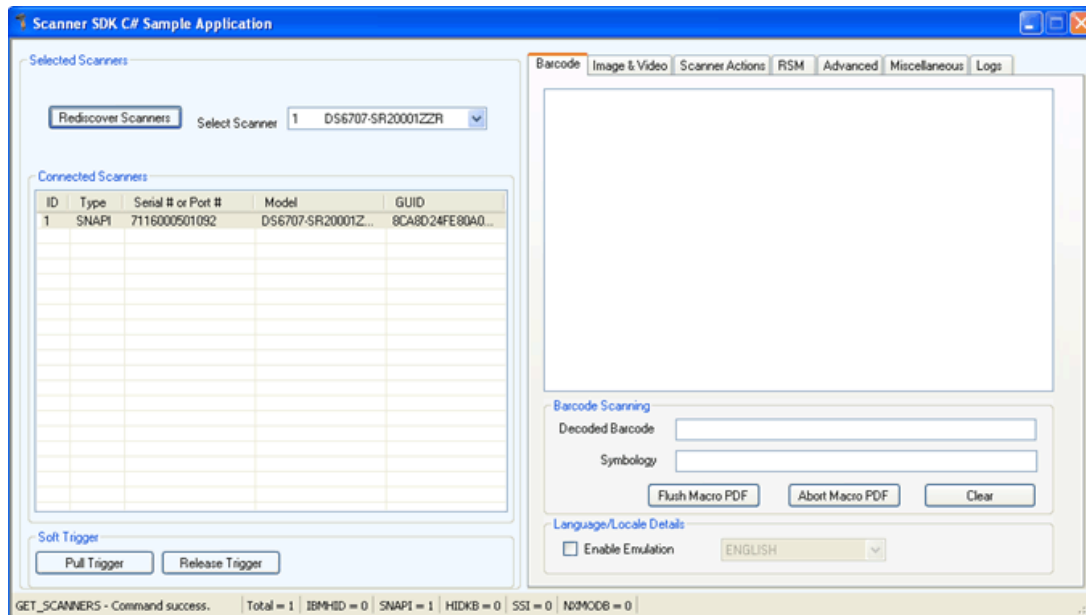 Scanner SDK C# Sample Application
Selected Scanners
Rediscover Scanners
Select Scanner
1 DS6707-SR20001ZZR
Connected Scanners
ID Type Serial # or Port # Model GUID
1 SNAPI 7116000501092 DS6707-SR20001Z... 8CA8D24FE80A0...
Soft Trigger
Pull Trigger Release Trigger
Barcode Image & Video Scanner Actions RSM Advanced Miscellaneous Logs
Barcode Scanning
Decoded Barcode
Symbology
Flush Macro PDF Abort Macro PDF Clear
Language/Locale Details
Enable Emulation ENGLISH
GET_SCANNERS - Command success. Total = 1 IBMHID = 0 SNAPI = 1 HIDKB = 0 SSI = 0 NXMODB = 0